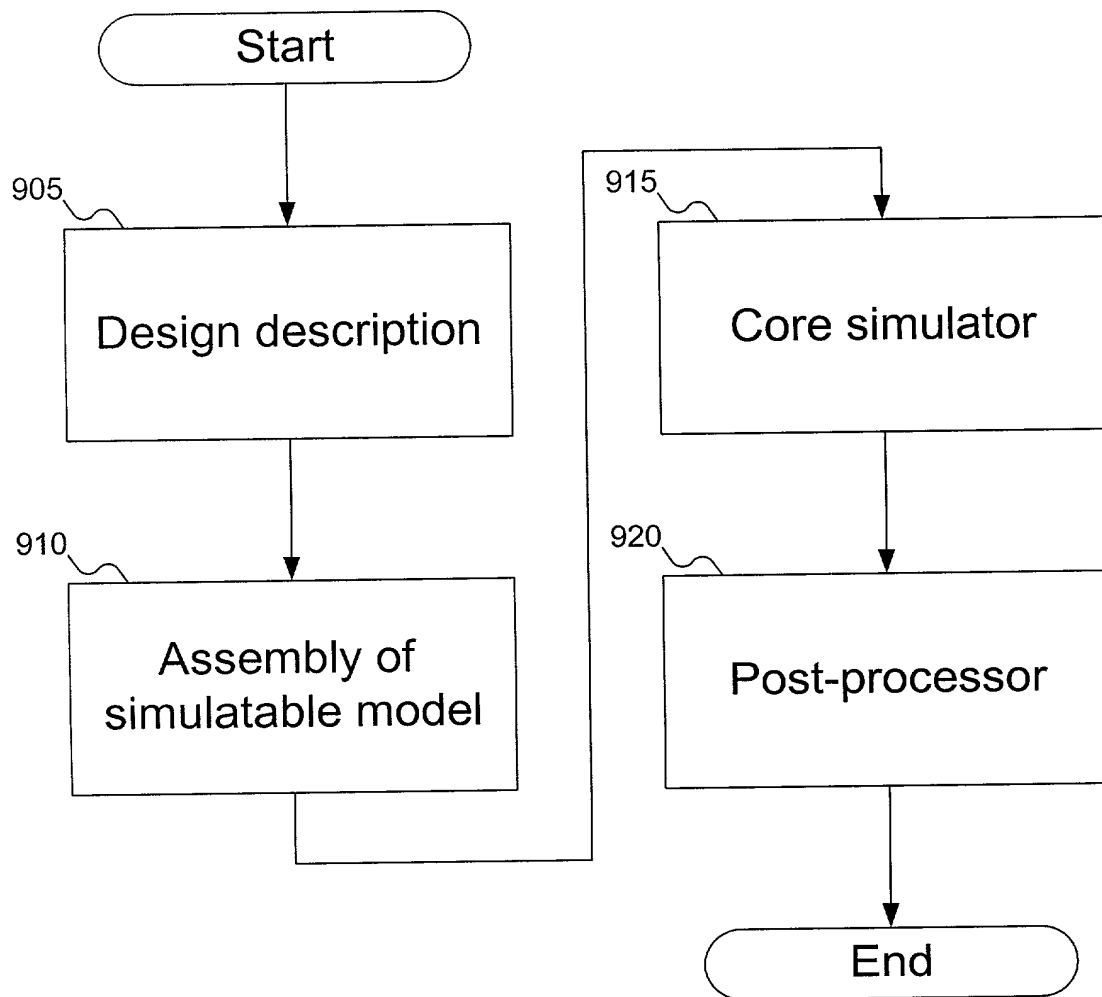 Start
905
Design description
910
Assembly of
simulatable model
915
Core simulator
920
Post-processor
End